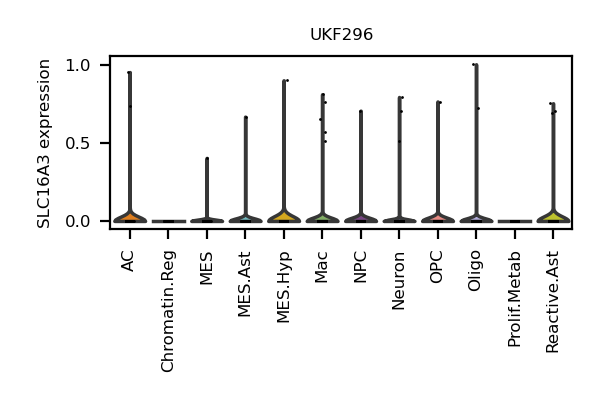 UKF296
SLC16A3 expression
1.0
0.5
0.0
AC
Chromatin.Reg
MES
MES.Ast
MES.Hyp
Mac
NPC
Neuron
OPC
Oligo
Prolif.Metab
Reactive.Ast